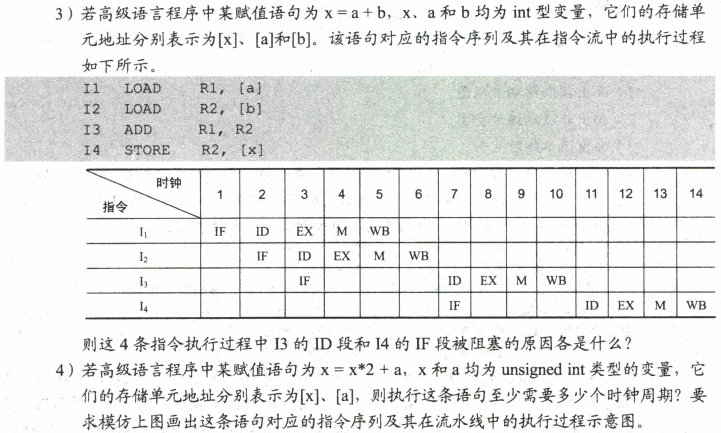 3）若高级语言程序中某赋值语句为 x = a + b，x、a 和 b 均为 int 型变量，它们的存储单
元地址分别表示为[x]、[a]和[b]。该语句对应的指令序列及其在指令流中的执行过程
如下所示。
I1 LOAD R1, [a]
I2 LOAD R2, [b]
I3 ADD R1, R2
I4 STORE R2, [x]
时钟 1 2 3 4 5 6 7 8 9 10 11 12 13 14
指令
I₁ IF ID EX M WB
I₂ IF ID EX M WB
I₃ IF ID EX M WB
I₄ IF ID EX M WB
则这 4 条指令执行过程中 I3 的 ID 段和 I4 的 IF 段被阻塞的原因各是什么？
4）若高级语言程序中某赋值语句为 x = x*2 + a，x 和 a 均为 unsigned int 类型的变量，它
们的存储单元地址分别表示为[x]、[a]，则执行这条语句至少需要多少个时钟周期？要
求模仿上图画出这条语句对应的指令序列及其在流水线中的执行过程示意图。